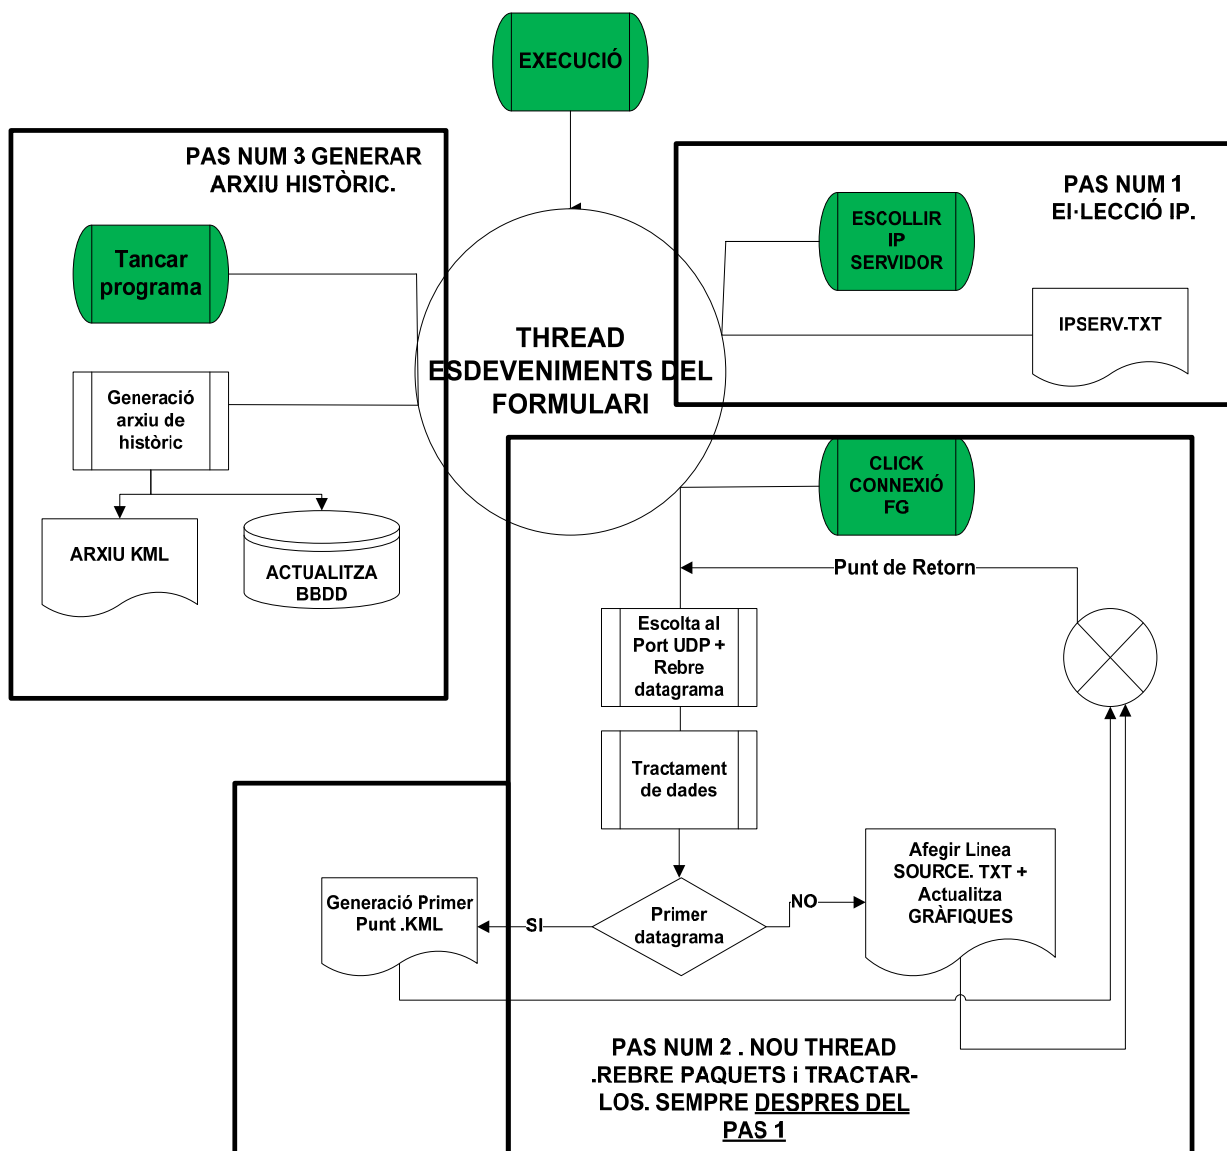 EXECUCIÓ
PAS NUM 3 GENERAR
ARXIU HISTÒRIC.
Tancar
programa
Generació
arxiu de
històric
ARXIU KML
ACTUALITZA
BBDD
THREAD
ESDEVENIMENTS DEL
FORMULARI
PAS NUM 1
El·LECCIÓ IP.
ESCOLLIR
IP
SERVIDOR
IPSERV.TXT
CLICK
CONNEXIÓ
FG
Punt de Retorn
Escolta al
Port UDP +
Rebre
datagrama
Tractament
de dades
Primer
datagrama
SI
NO
Generació Primer
Punt .KML
Afegir Linea
SOURCE. TXT +
Actualitza
GRÀFIQUES
PAS NUM 2 . NOU THREAD
.REBRE PAQUETS i TRACTAR-
LOS. SEMPRE DESPRES DEL
PAS 1